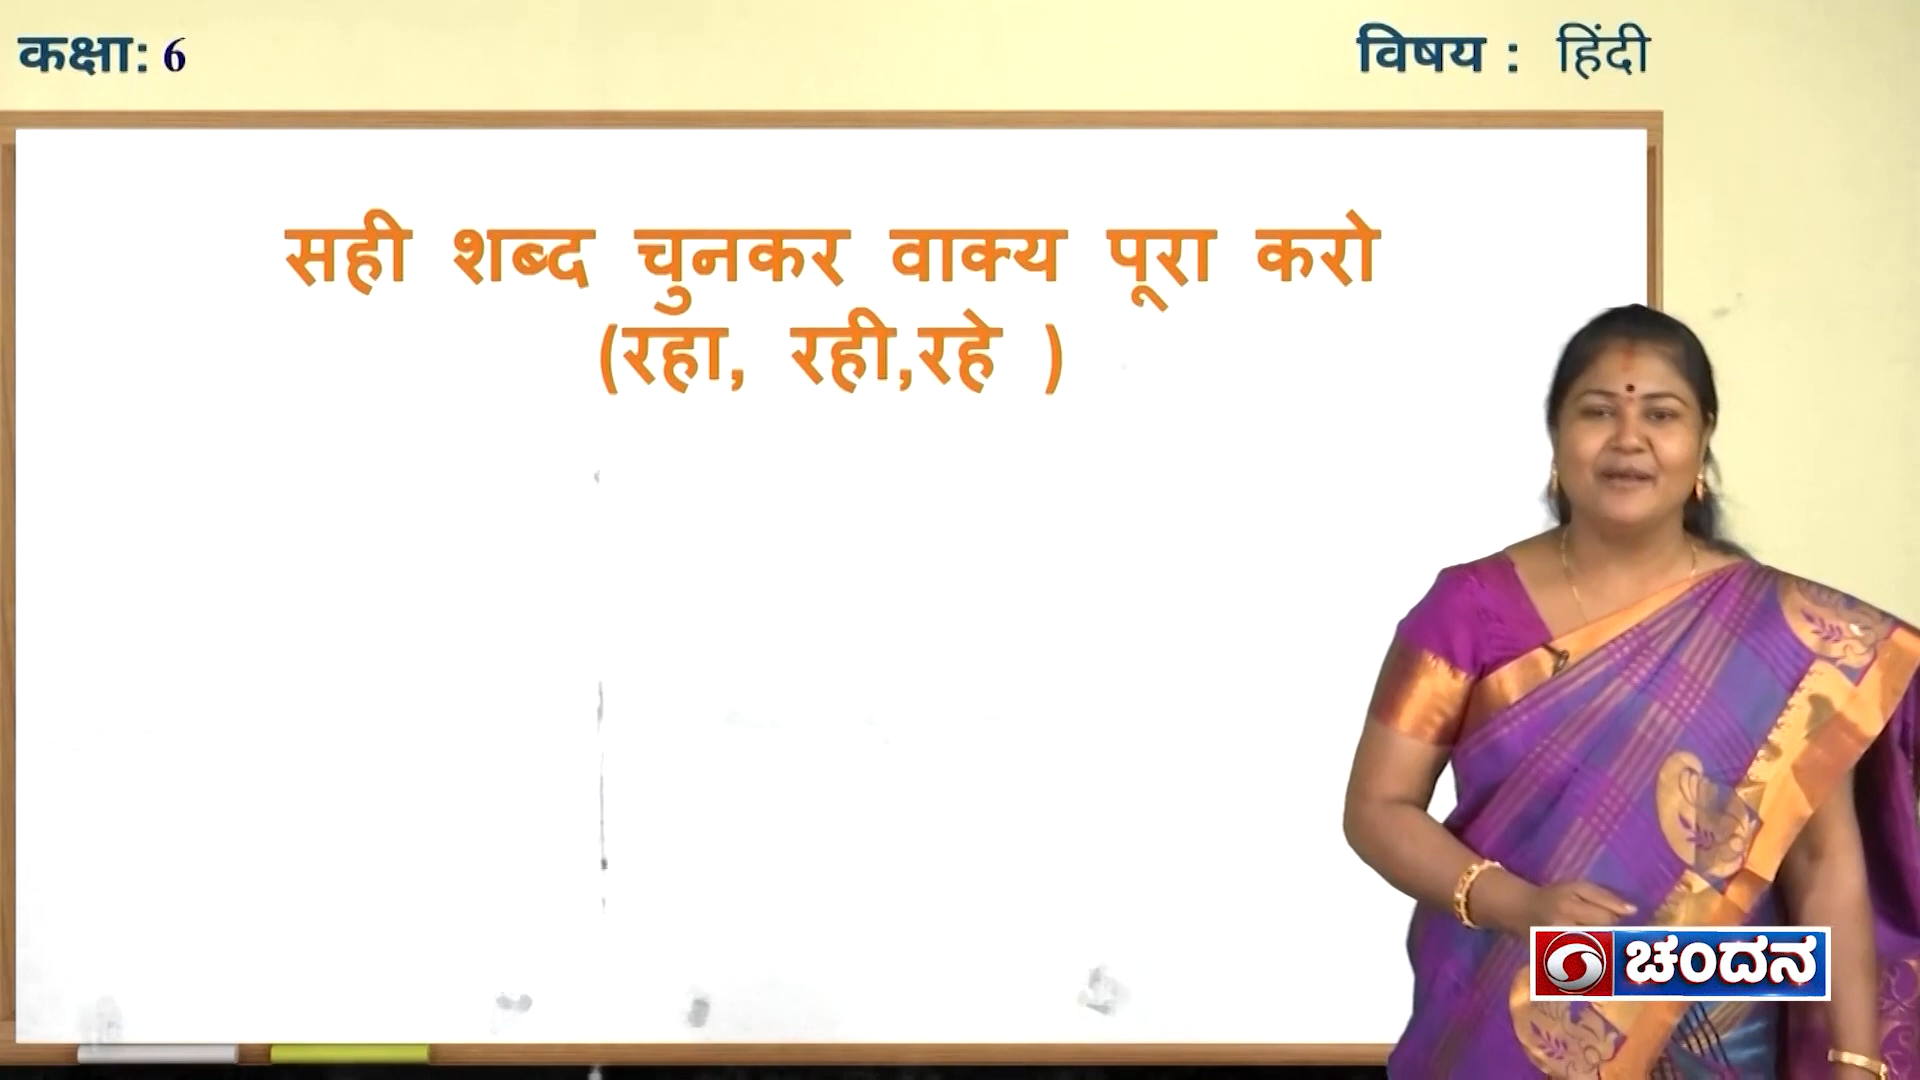 कक्षा: 6
विषय : हिंदी
सही शब्द चुनकर वाक्य पूरा करो
(रहा, रही,रहे )
ಚಂದನ